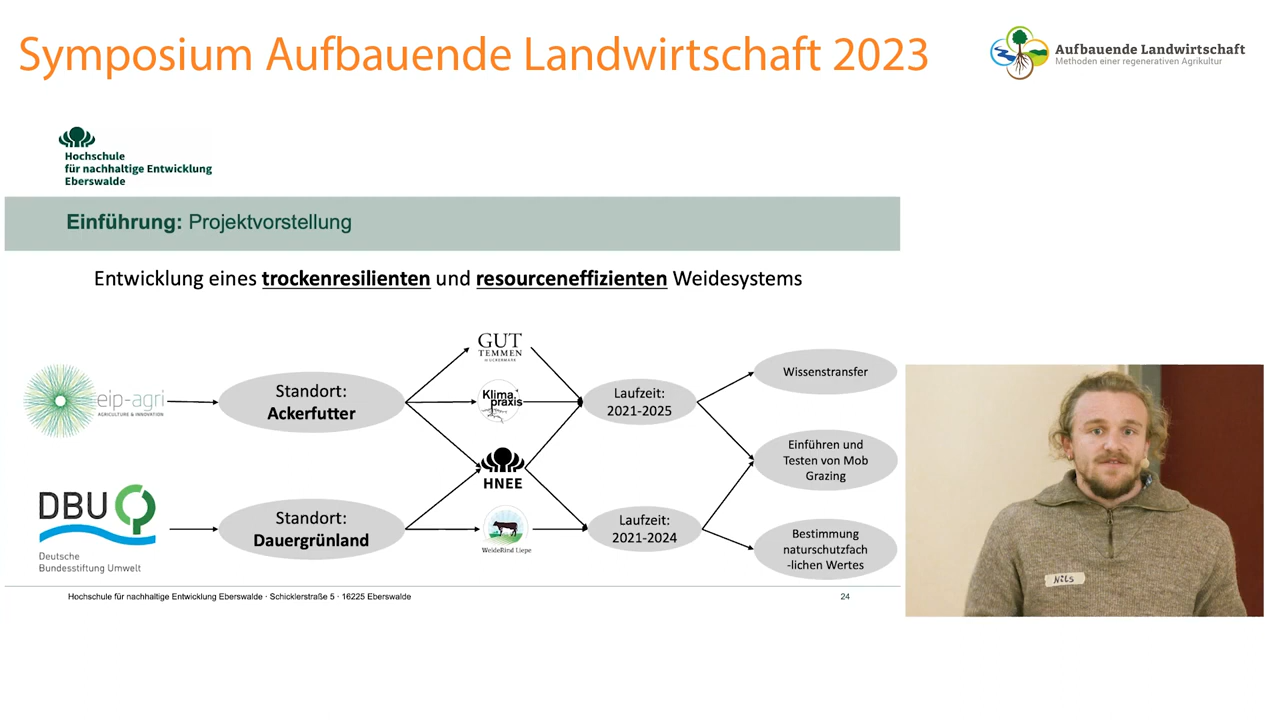 Symposium Aufbauende Landwirtschaft 2023
Aufbauende Landwirtschaft
Methoden einer regenerativen Agrikultur
Hochschule
für nachhaltige Entwicklung
Eberswalde
Einführung: Projektvorstellung
Entwicklung eines trockenresilienten und resourceneffizienten Weidesystems
eip-agri
AGRICULTURE & INNOVATION
Standort:
Ackerfutter
GUT
TEMMEN
Klima
praxis
HNEE
Laufzeit:
2021-2025
Wissenstransfer
Einführen und
Testen von Mob
Grazing
DBU
Deutsche
Bundesstiftung Umwelt
Standort:
Dauergrünland
WeideRind Liepe
Laufzeit:
2021-2024
Bestimmung
naturschutzfach
-lichen Wertes
Hochschule für nachhaltige Entwicklung Eberswalde · Schicklerstraße 5 · 16225 Eberswalde
24
Nils